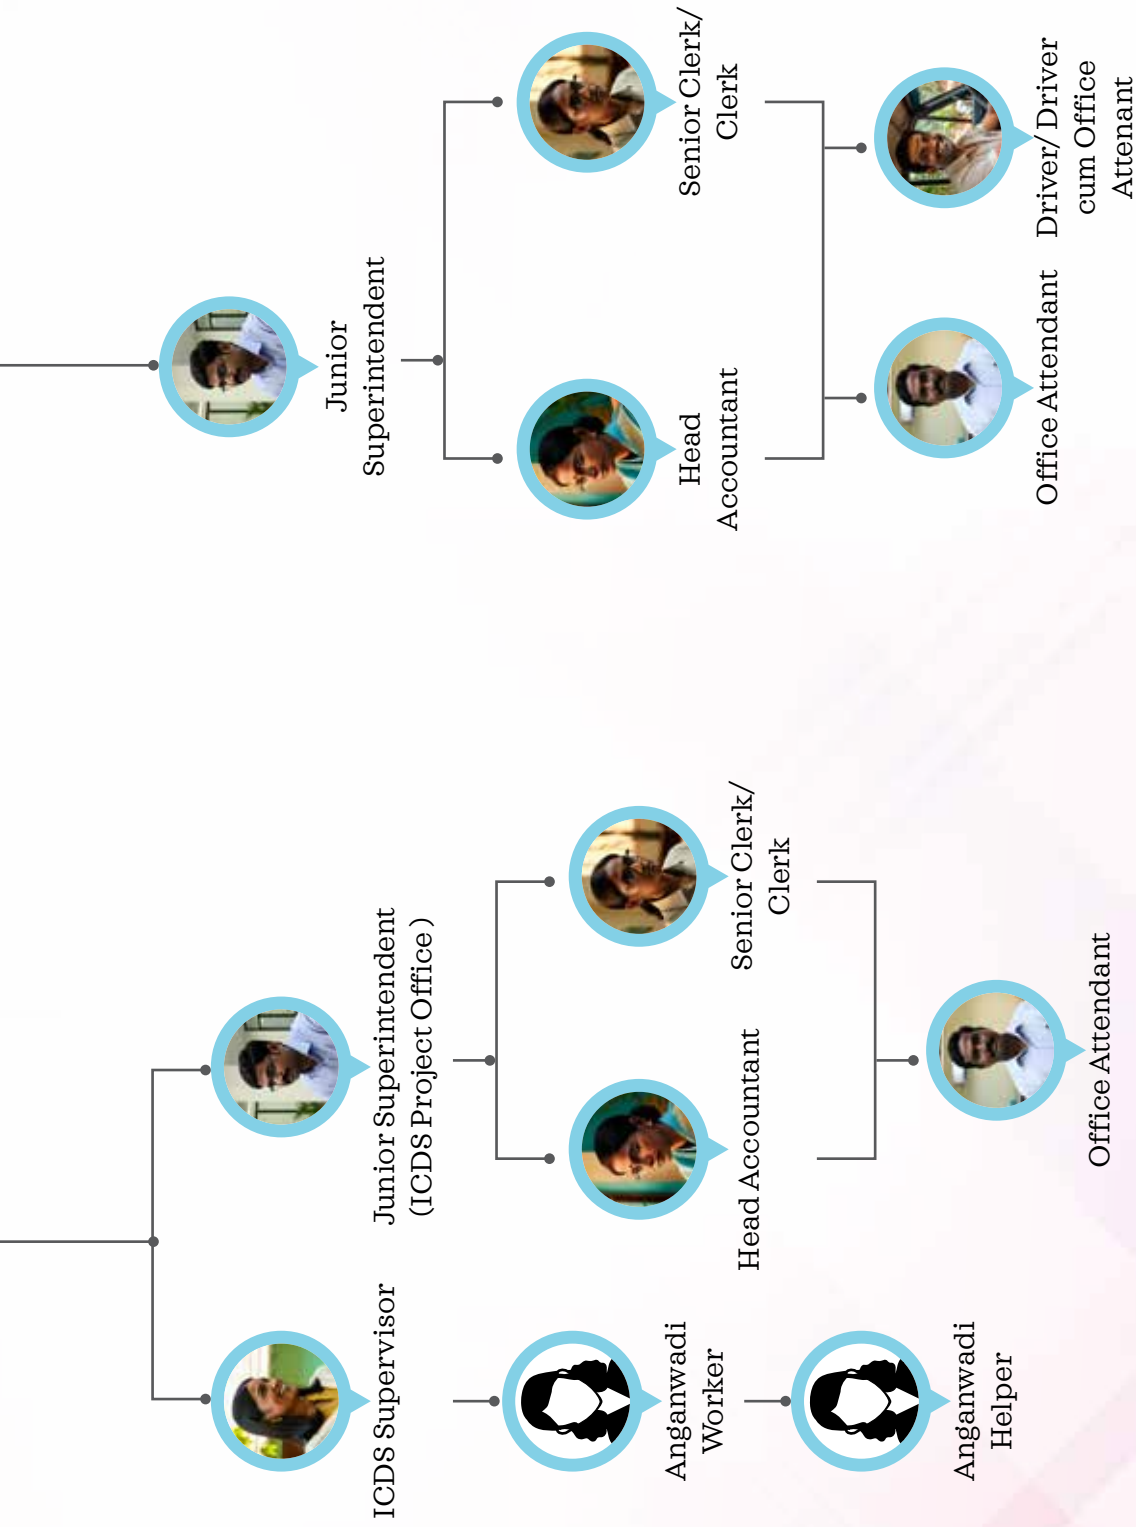 ICDS Supervisor
Junior Superintendent
(ICDS Project Office )
Junior
Superintendent
Anganwadi
Worker
Head Accountant
Senior Clerk/
Clerk
Head
Accountant
Senior Clerk/
Clerk
Anganwadi
Helper
Office Attendant
Office Attendant
Driver/ Driver
cum Office
Attenant